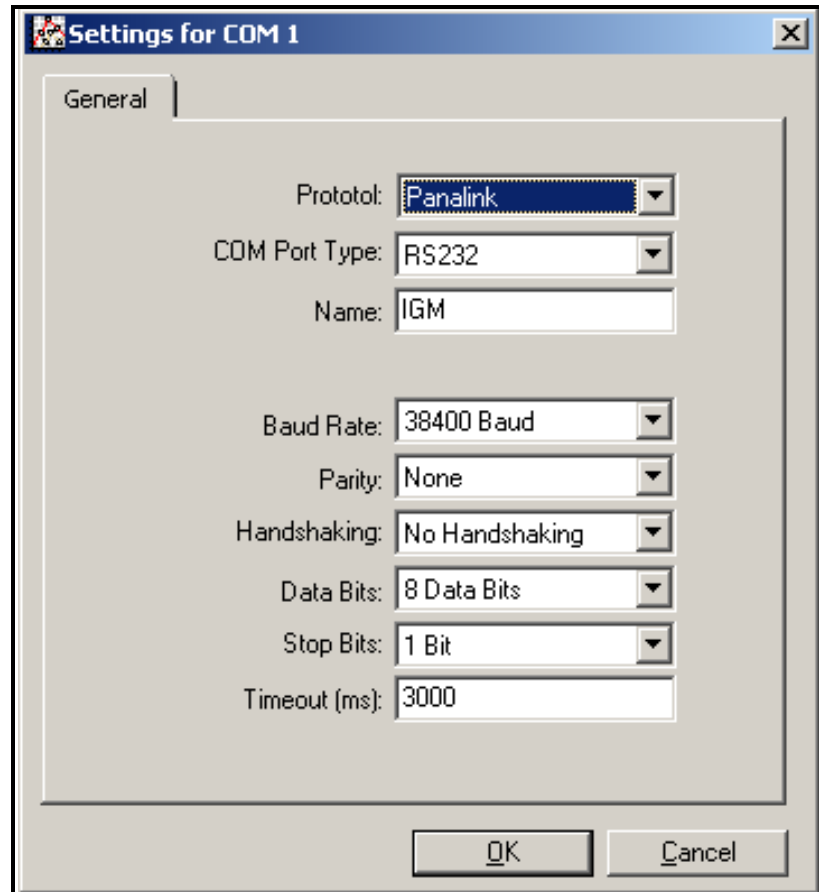 Settings for COM 1
General
Prototol: Panalink
COM Port Type: RS232
Name: IGM
Baud Rate: 38400 Baud
Parity: None
Handshaking: No Handshaking
Data Bits: 8 Data Bits
Stop Bits: 1 Bit
Timeout (ms): 3000
OK Cancel